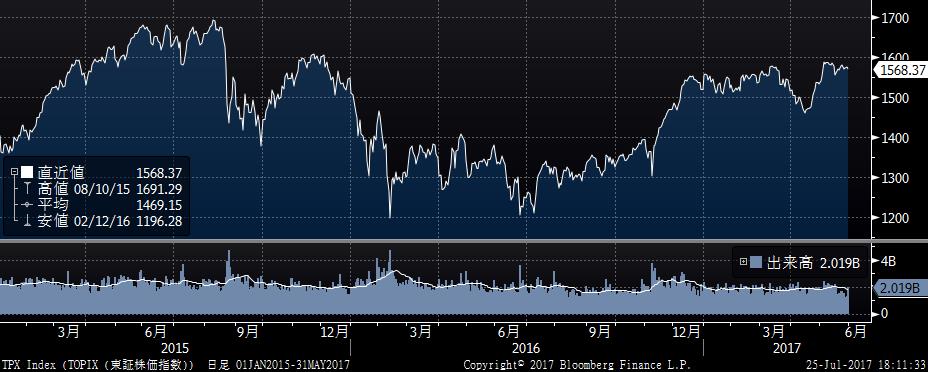 1700
1600
1568.37
1500
1400
1300
1200
直近値 1568.37
高値 08/10/15 1691.29
平均 1469.15
安値 02/12/16 1196.28
出来高 2.019B
4B
2.019B
0
3月 6月 9月 12月 3月 6月 9月 12月 3月 6月
2015 2016 2017
TPX Index (TOPIX (東証株価指数)) 日足 01JAN2015-31MAY2017 Copyright© 2017 Bloomberg Finance L.P. 25-Jul-2017 18:11:33